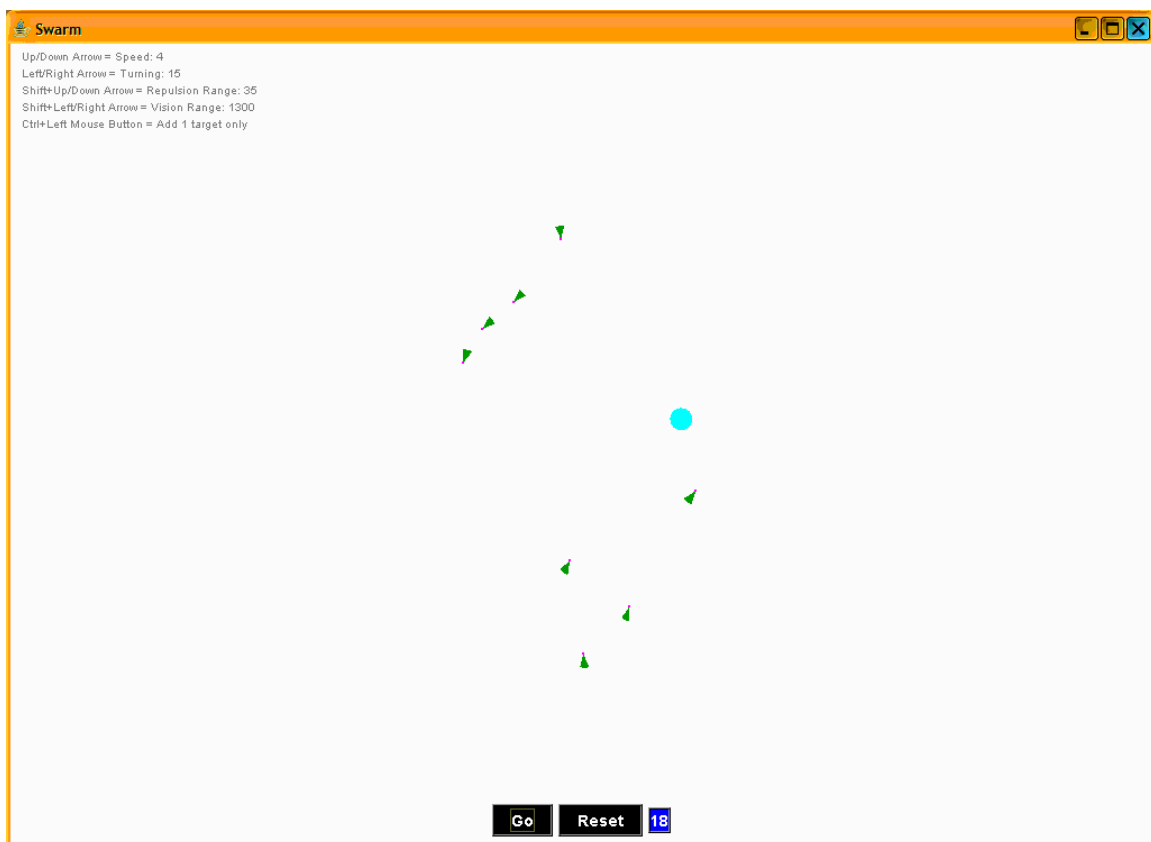 Swarm
Up/Down Arrow = Speed: 4
Left/Right Arrow = Turning: 15
Shift+Up/Down Arrow = Repulsion Range: 35
Shift+Left/Right Arrow = Vision Range: 1300
Ctrl+Left Mouse Button = Add 1 target only
Go Reset 18